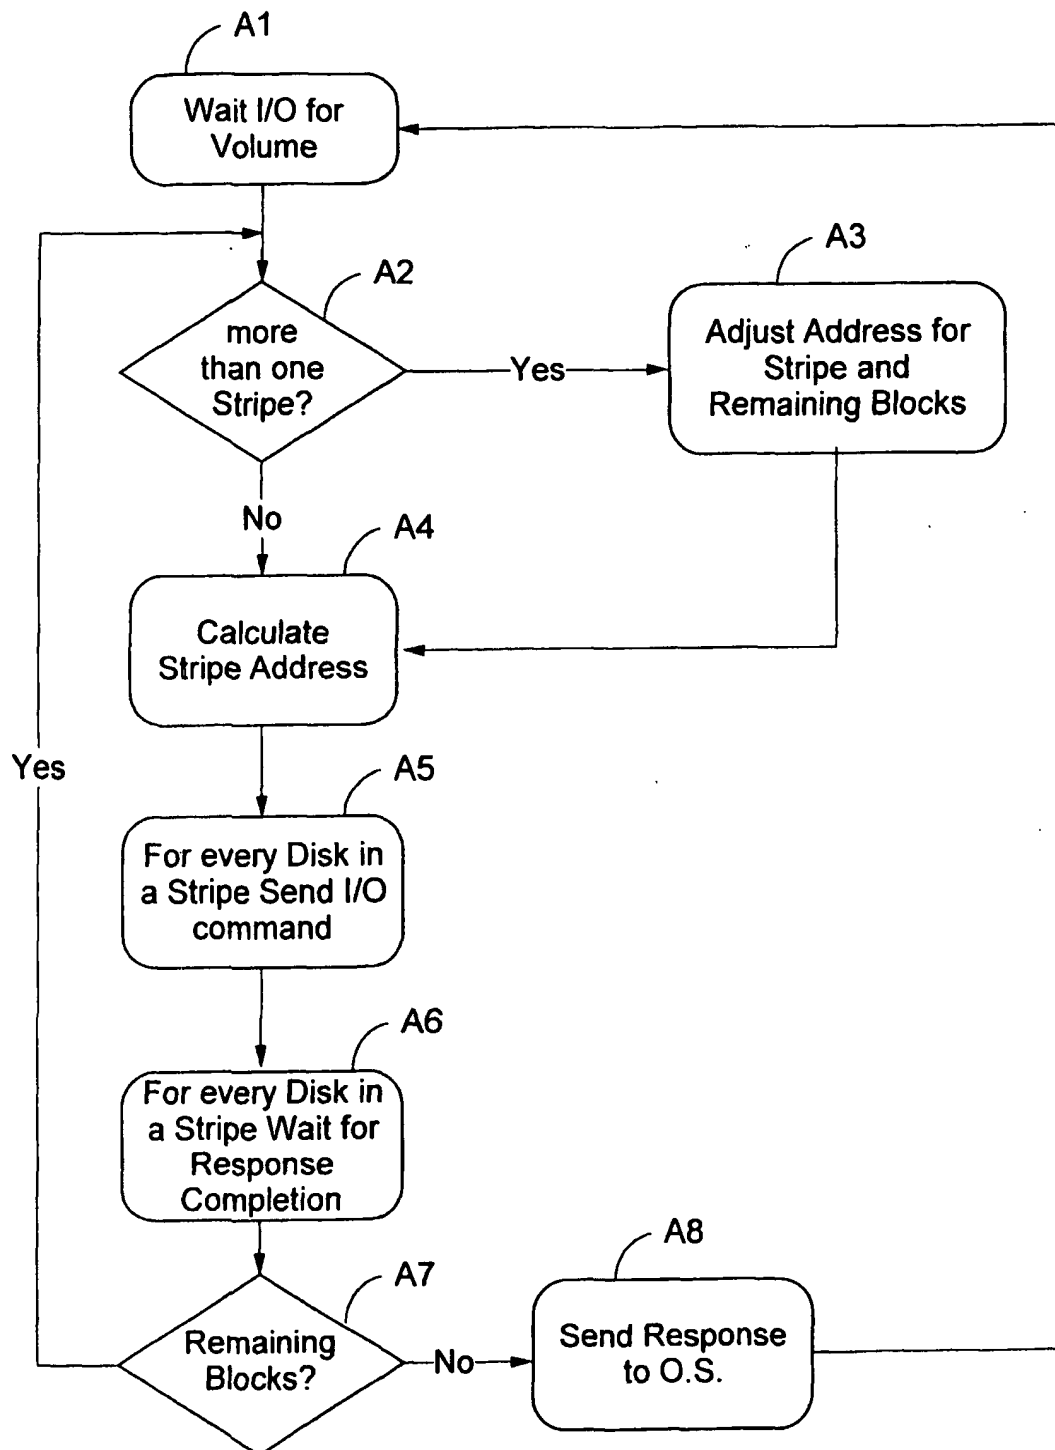 A1
Wait I/O for
Volume
A2
more
than one
Stripe?
Yes
A3
Adjust Address for
Stripe and
Remaining Blocks
No
A4
Calculate
Stripe Address
Yes
A5
For every Disk in
a Stripe Send I/O
command
A6
For every Disk in
a Stripe Wait for
Response
Completion
A7
Remaining
Blocks?
No
A8
Send Response
to O.S.